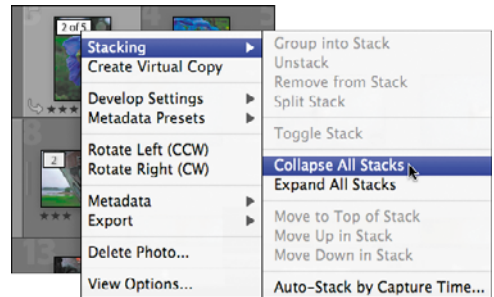 2 of 5
Stacking
Create Virtual Copy
Develop Settings
Metadata Presets
Rotate Left (CCW)
Rotate Right (CW)
Metadata
Export
Delete Photo...
View Options...
Group into Stack
Unstack
Remove from Stack
Split Stack
Toggle Stack
Collapse All Stacks
Expand All Stacks
Move to Top of Stack
Move Up in Stack
Move Down in Stack
Auto-Stack by Capture Time...
2
13